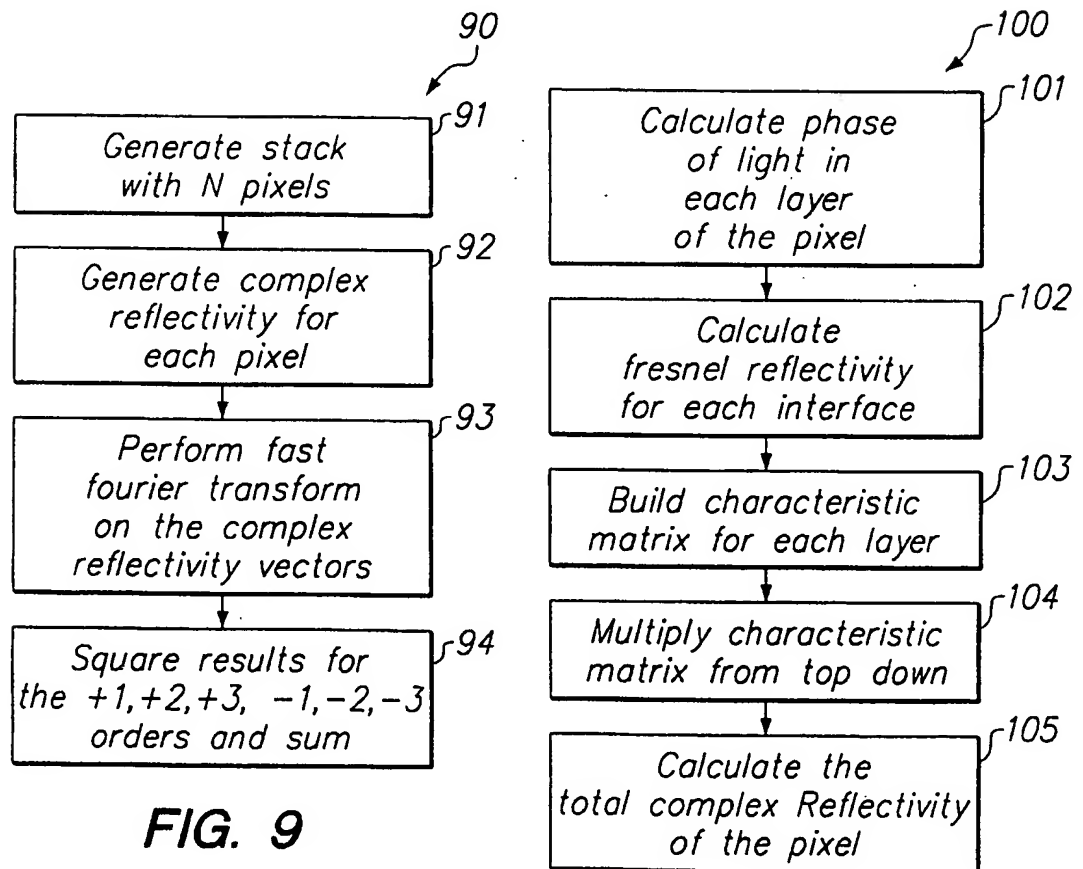 90
91
Generate stack
with N pixels
92
Generate complex
reflectivity for
each pixel
93
Perform fast
fourier transform
on the complex
reflectivity vectors
94
Square results for
the +1,+2,+3, -1,-2,-3
orders and sum
FIG. 9
100
101
Calculate phase
of light in
each layer
of the pixel
102
Calculate
fresnel reflectivity
for each interface
103
Build characteristic
matrix for each layer
104
Multiply characteristic
matrix from top down
105
Calculate the
total complex Reflectivity
of the pixel